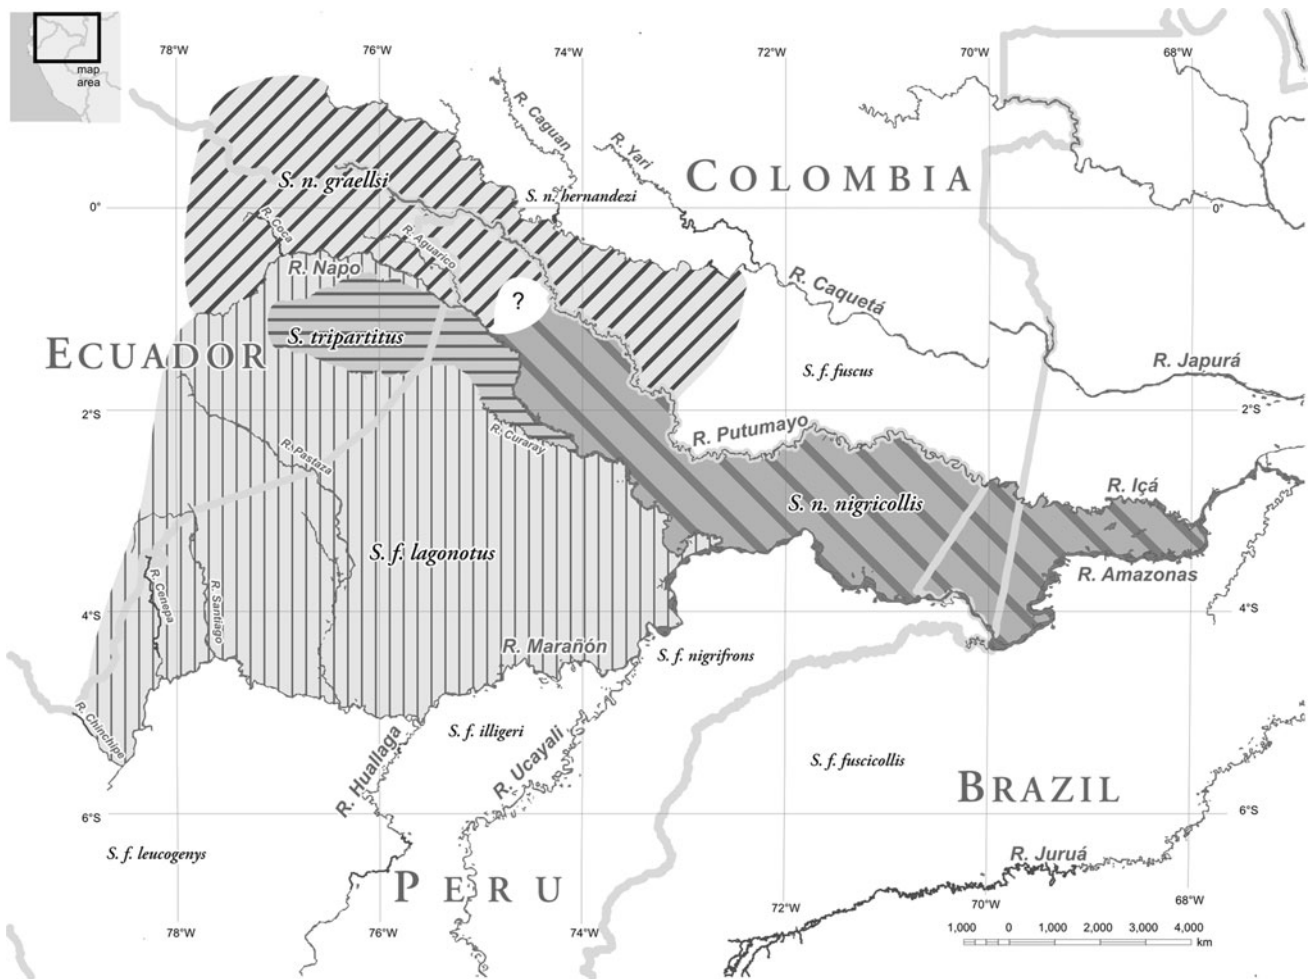 map
area
78°W
76°W
74°W
72°W
70°W
68°W
R. Caguan
R. Yari
COLOMBIA
S. n. graellsi
S. n. hernandezi
0°
0°
R. Coca
R. Aguarico
R. Napo
R. Caquetá
?
S. tripartitus
ECUADOR
S. f. fuscus
R. Japurá
2°S
2°S
R. Putumayo
R. Curaray
R. Pastaza
R. Içá
S. n. nigricollis
S. f. lagonotus
R. Amazonas
R. Cenepa
R. Santiago
4°S
4°S
R. Marañón
S. f. nigrifrons
R. Chinchipe
S. f. illigeri
R. Huallaga
R. Ucayali
S. f. fuscicollis
BRAZIL
6°S
6°S
S. f. leucogenys
R. Juruá
PERU
78°W
76°W
74°W
72°W
70°W
68°W
1,000 0 1,000 2,000 3,000 4,000
km